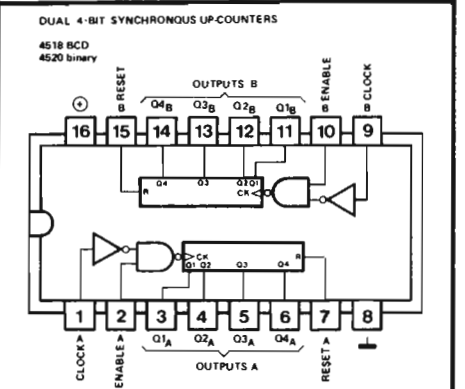 DUAL 4-BIT SYNCHRONOUS UP-COUNTERS
4518 BCD
4520 binary
B RESET
OUTPUTS B
B ENABLE
B CLOCK
+ Q4B Q3B Q2B Q1B
16 15 14 13 12 11 10 9
Q4 Q3 Q2 Q1
R CK
CK R
Q1 Q2 Q3 Q4
1 2 3 4 5 6 7 8
CLOCK A
ENABLE A
Q1A Q2A Q3A Q4A
RESET A
OUTPUTS A